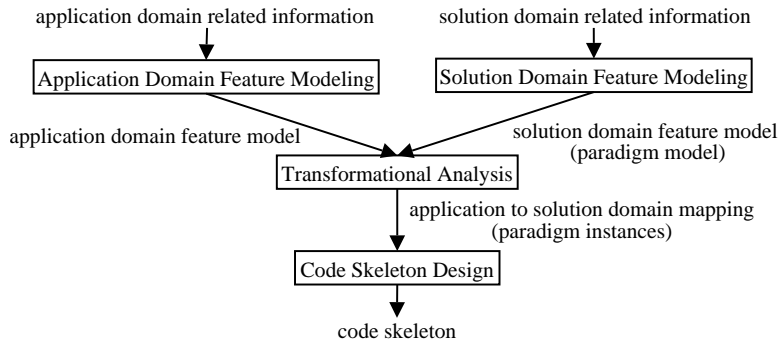 application domain related information
solution domain related information
Application Domain Feature Modeling
Solution Domain Feature Modeling
application domain feature model
solution domain feature model
(paradigm model)
Transformational Analysis
application to solution domain mapping
(paradigm instances)
Code Skeleton Design
code skeleton